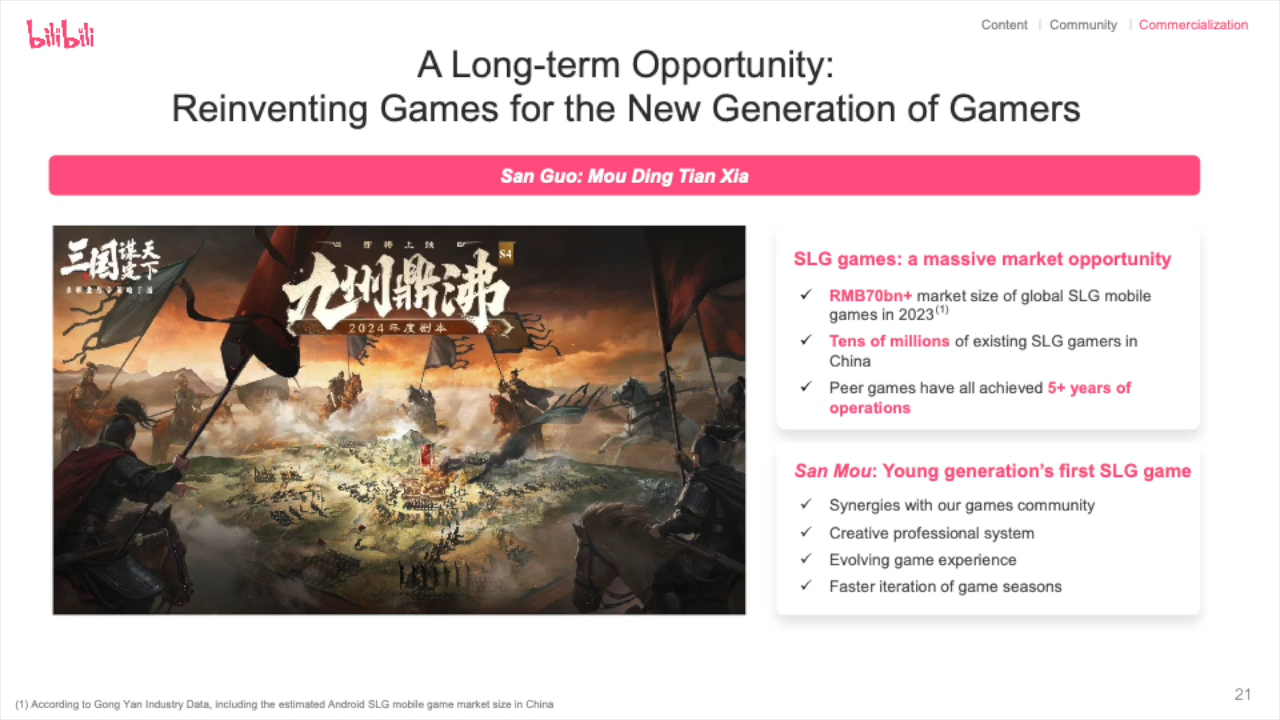 bilibili
Content | Community | Commercialization
A Long-term Opportunity:
Reinventing Games for the New Generation of Gamers
San Guo: Mou Ding Tian Xia
三国谋定天下
即将上线
S4
九州鼎沸
2024年度剧本
SLG games: a massive market opportunity
✓ RMB70bn+ market size of global SLG mobile
games in 2023(1)
✓ Tens of millions of existing SLG gamers in
China
✓ Peer games have all achieved 5+ years of
operations
San Mou: Young generation's first SLG game
✓ Synergies with our games community
✓ Creative professional system
✓ Evolving game experience
✓ Faster iteration of game seasons
(1) According to Gong Yan Industry Data, including the estimated Android SLG mobile game market size in China
21